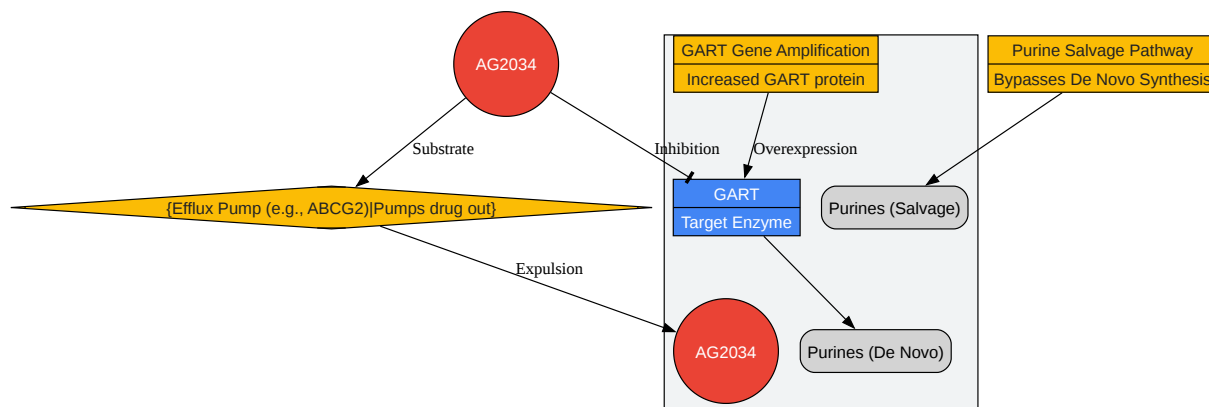 AG2034
GART Gene Amplification
Increased GART protein
Purine Salvage Pathway
Bypasses De Novo Synthesis
Substrate
Inhibition
Overexpression
{Efflux Pump (e.g., ABCG2)|Pumps drug out}
GART
Target Enzyme
Purines (Salvage)
Expulsion
AG2034
Purines (De Novo)